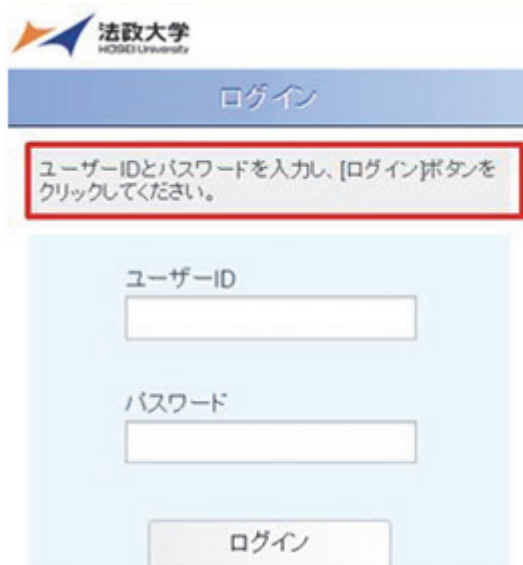 法政大学
HOSEI University
ログイン
ユーザーIDとパスワードを入力し、[ログイン]ボタンを
クリックしてください。
ユーザーID
パスワード
ログイン